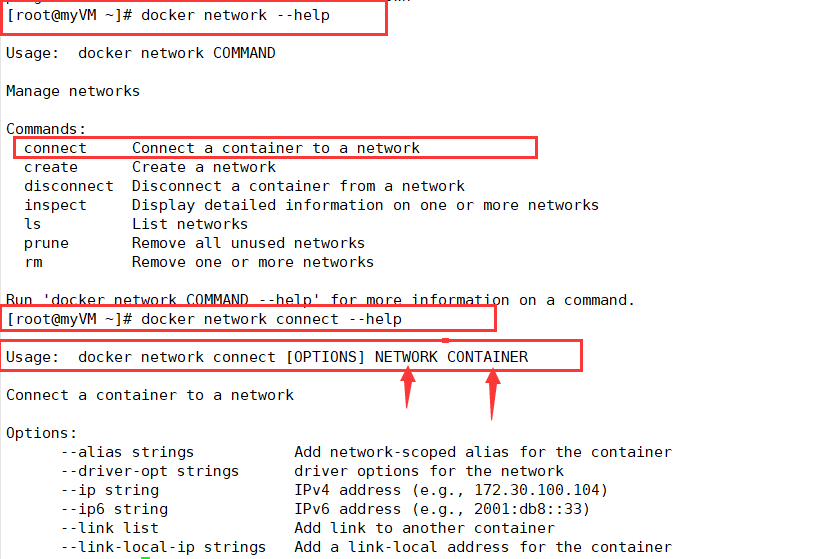 [root@myVM ~]# docker network --help
Usage:  docker network COMMAND
Manage networks
Commands:
  connect     Connect a container to a network
  create      Create a network
  disconnect  Disconnect a container from a network
  inspect     Display detailed information on one or more networks
  ls          List networks
  prune       Remove all unused networks
  rm          Remove one or more networks
Run 'docker network COMMAND --help' for more information on a command.
[root@myVM ~]# docker network connect --help
Usage:  docker network connect [OPTIONS] NETWORK CONTAINER
Connect a container to a network
Options:
      --alias strings           Add network-scoped alias for the container
      --driver-opt strings      driver options for the network
      --ip string               IPv4 address (e.g., 172.30.100.104)
      --ip6 string              IPv6 address (e.g., 2001:db8::33)
      --link list               Add link to another container
      --link-local-ip strings   Add a link-local address for the container